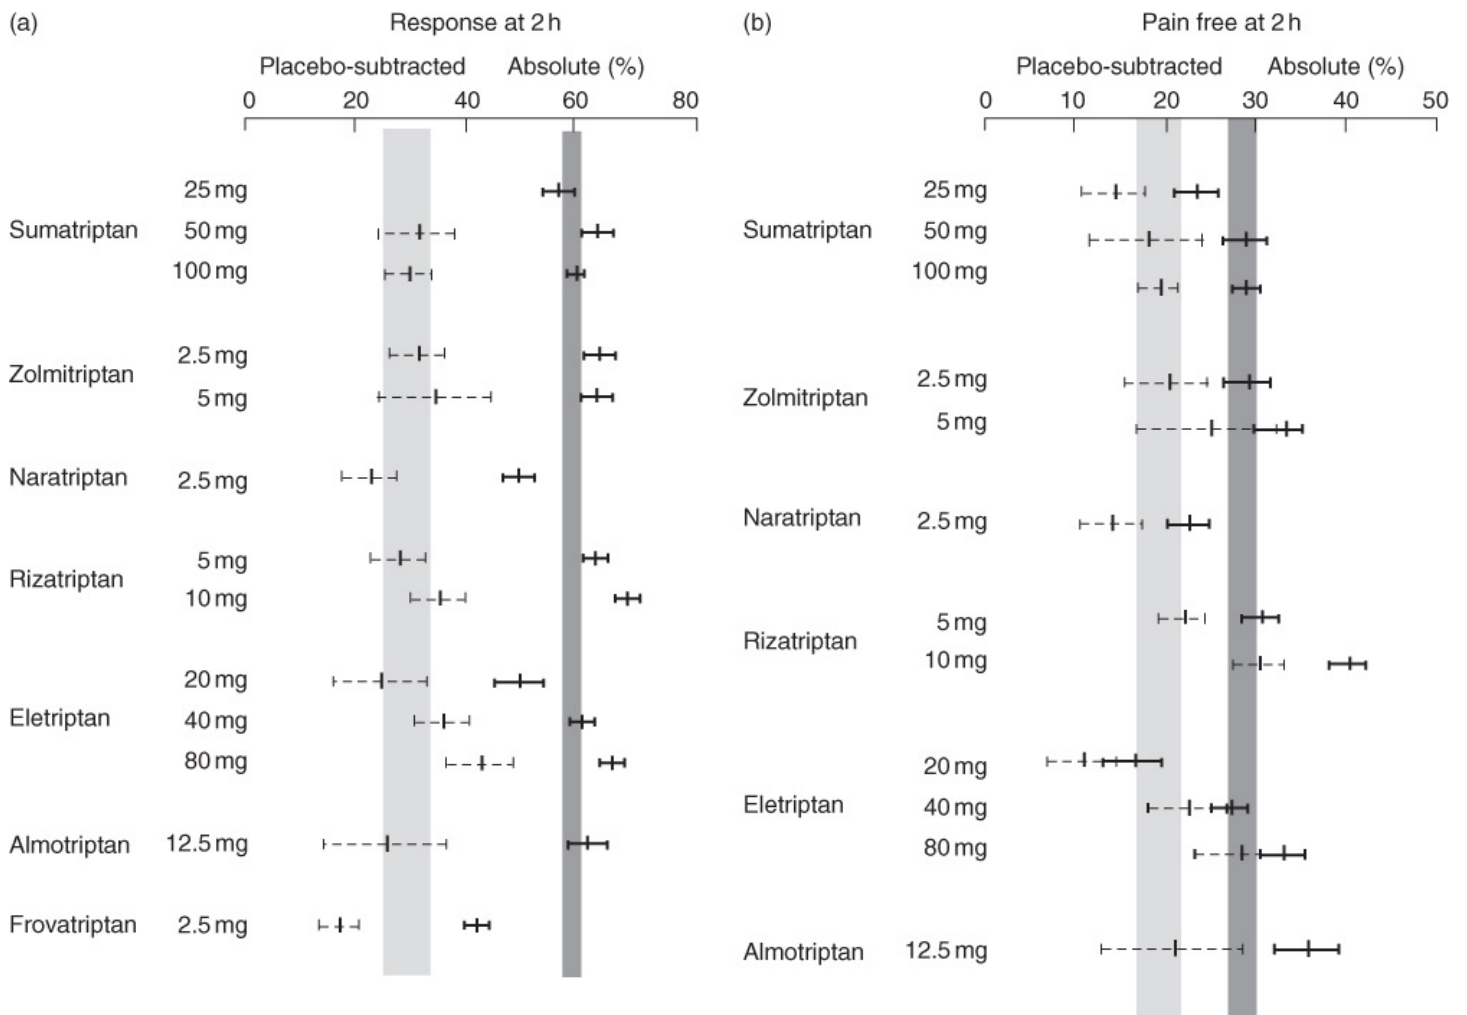 (a)
Response at 2 h
Placebo-subtracted Absolute (%)
0 20 40 60 80
25 mg
Sumatriptan 50 mg
100 mg
2.5 mg
Zolmitriptan
5 mg
Naratriptan 2.5 mg
5 mg
Rizatriptan
10 mg
20 mg
Eletriptan 40 mg
80 mg
Almotriptan 12.5 mg
Frovatriptan 2.5 mg
(b)
Pain free at 2 h
Placebo-subtracted Absolute (%)
0 10 20 30 40 50
25 mg
Sumatriptan 50 mg
100 mg
2.5 mg
Zolmitriptan
5 mg
Naratriptan 2.5 mg
5 mg
Rizatriptan
10 mg
20 mg
Eletriptan 40 mg
80 mg
Almotriptan 12.5 mg